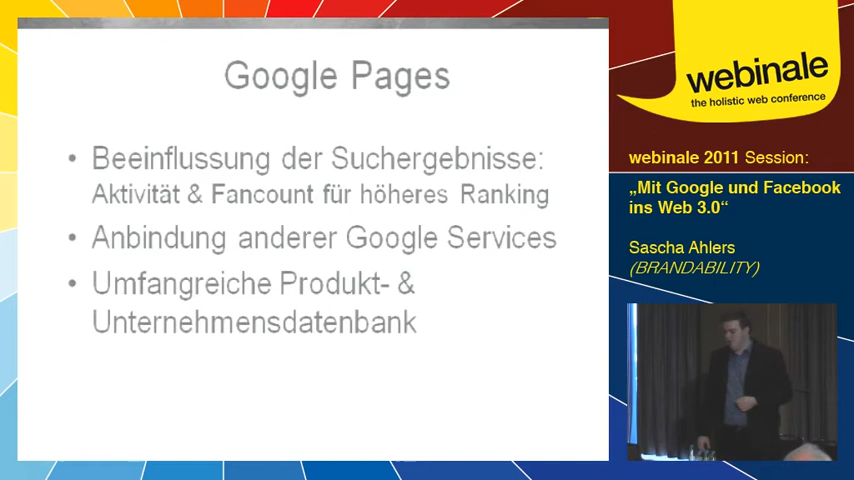 Google Pages
• Beeinflussung der Suchergebnisse:
Aktivität & Fancount für höheres Ranking
• Anbindung anderer Google Services
• Umfangreiche Produkt- &
Unternehmensdatenbank
webinale
the holistic web conference
webinale 2011 Session:
„Mit Google und Facebook
ins Web 3.0“
Sascha Ahlers
(BRANDABILITY)